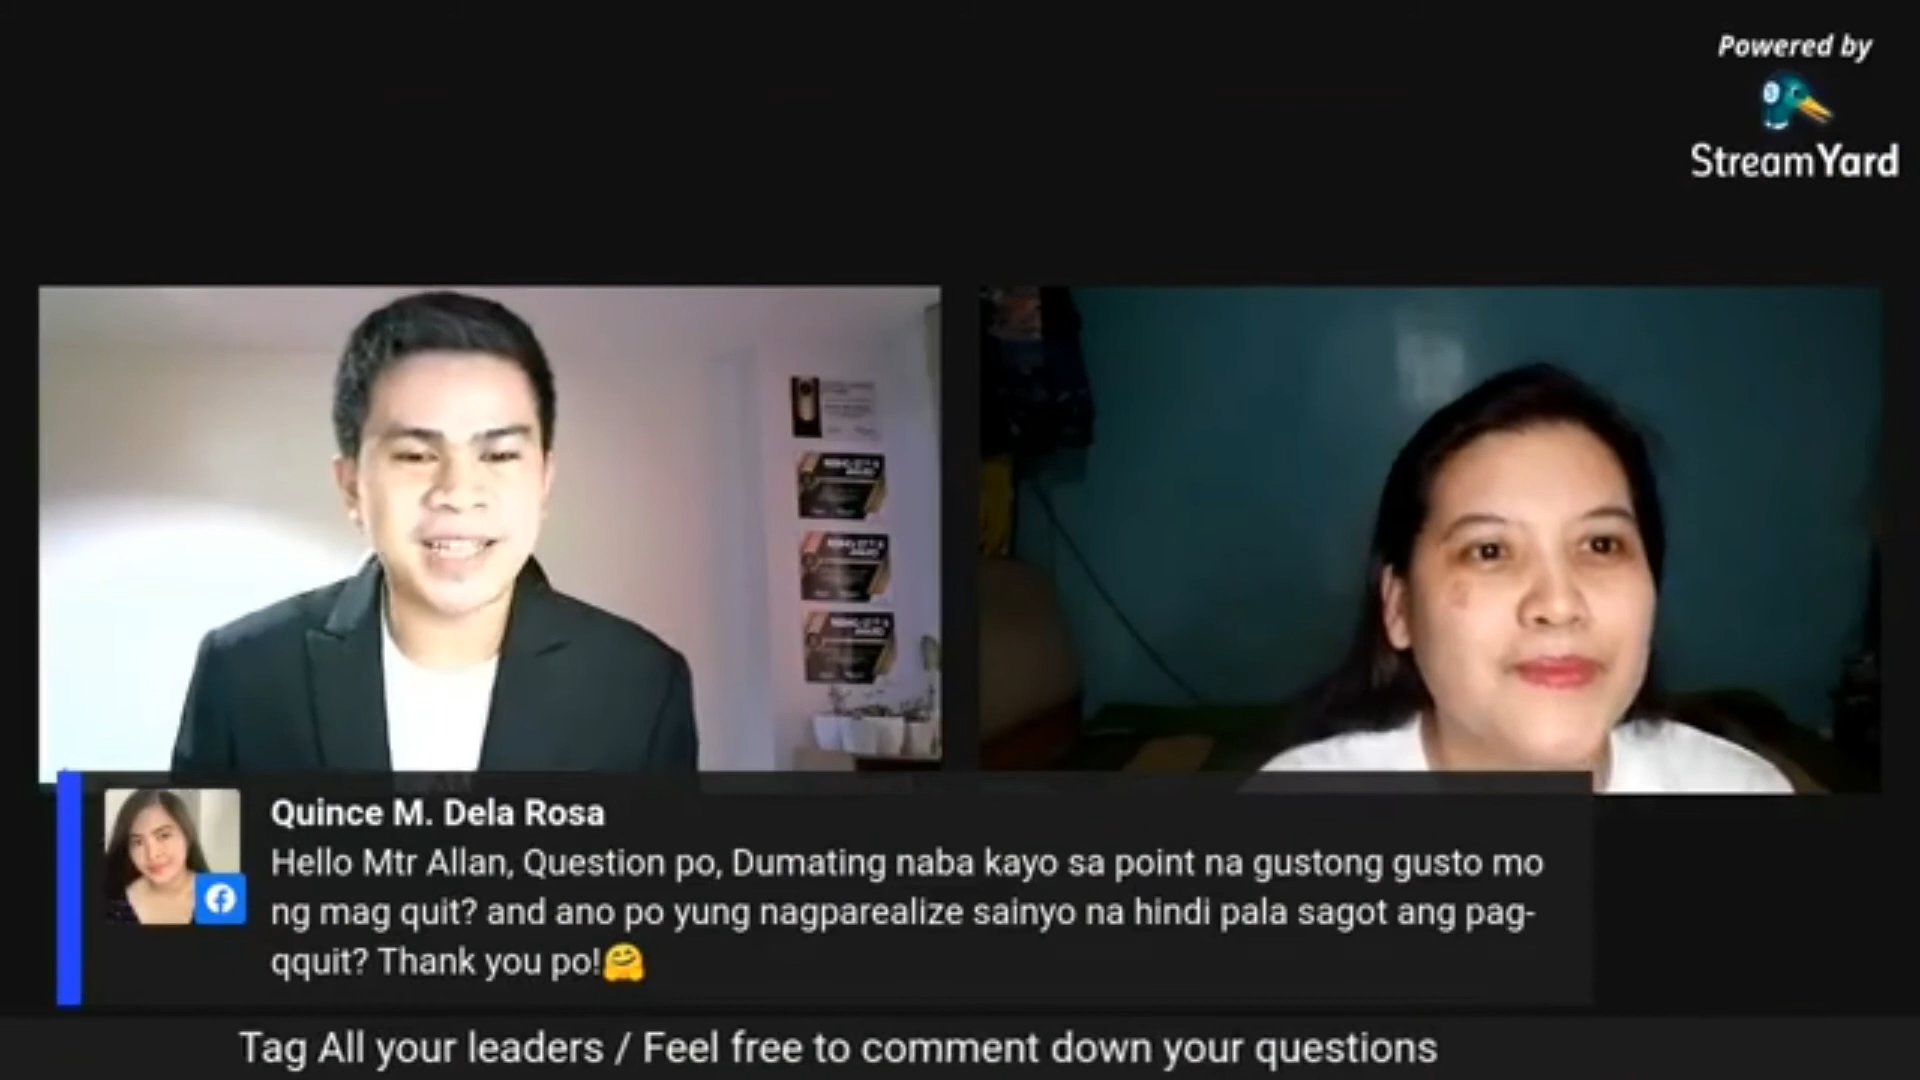 Powered by
StreamYard
Quince M. Dela Rosa
Hello Mtr Allan, Question po, Dumating naba kayo sa point na gustong gusto mo
ng mag quit? and ano po yung nagparealize sainyo na hindi pala sagot ang pag-
qquit? Thank you po!🤗
Tag All your leaders / Feel free to comment down your questions